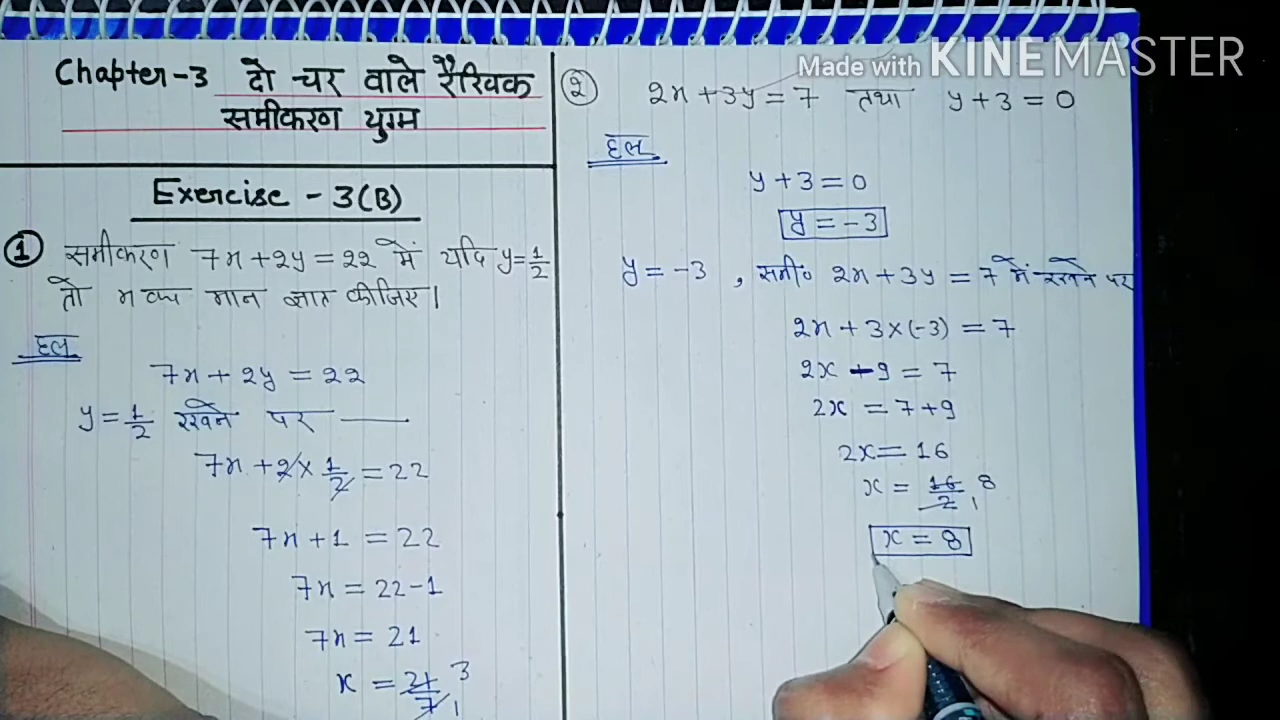 Chapter-3 दो चर वाले रैखिक
समीकरण युग्म
Exercise - 3(B)
① समीकरण 7x+2y=22 में यदि y=1/2
तो x का मान ज्ञात कीजिए।
हल
7x + 2y = 22
y=1/2 रखने पर ——
7x + 2 × 1/2 = 22
7x + 1 = 22
7x = 22-1
7x = 21
x = 21/7 3 1
Made with KINEMASTER
② 2x+3y=7 तथा y+3=0
हल
y+3=0
y=-3
y=-3, समी० 2x+3y=7 में रखने पर
2x + 3×(-3) = 7
2x -9 = 7
2x = 7+9
2x = 16
x = 16/2 8 1
x = 8